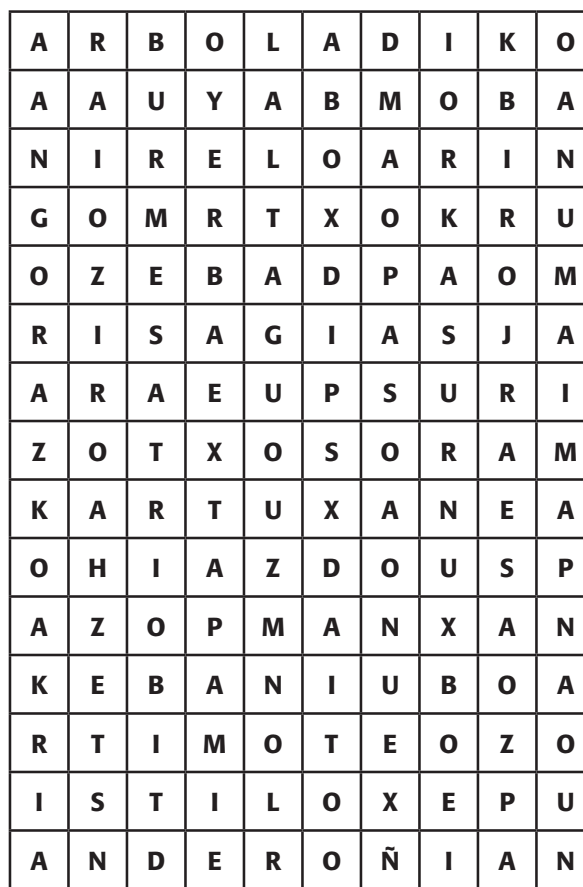 A R B O L A D I K O
A A U Y A B M O B A
N I R E L O A R I N
G O M R T X O K R U
O Z E B A D P A O M
R I S A G I A S J A
A R A E U P S U R I
Z O T X O S O R A M
K A R T U X A N E A
O H I A Z D O U S P
A Z O P M A N X A N
K E B A N I U B O A
R T I M O T E O Z O
I S T I L O X E P U
A N D E R O Ñ I A N